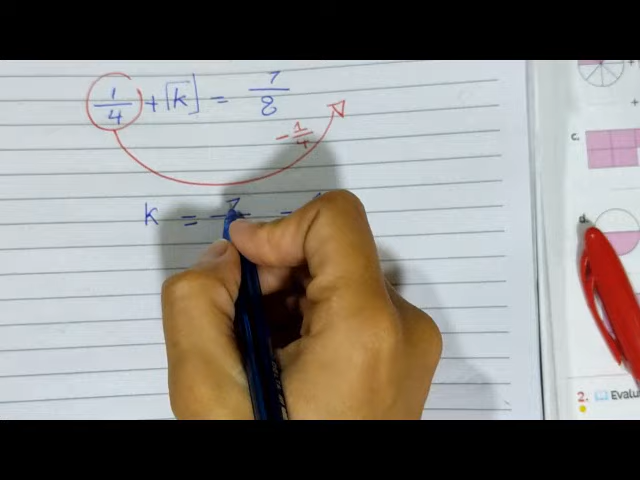 1/4 + [k] = 7/8
- 1/4
k = 7 -
c.
d.
2. Evalu